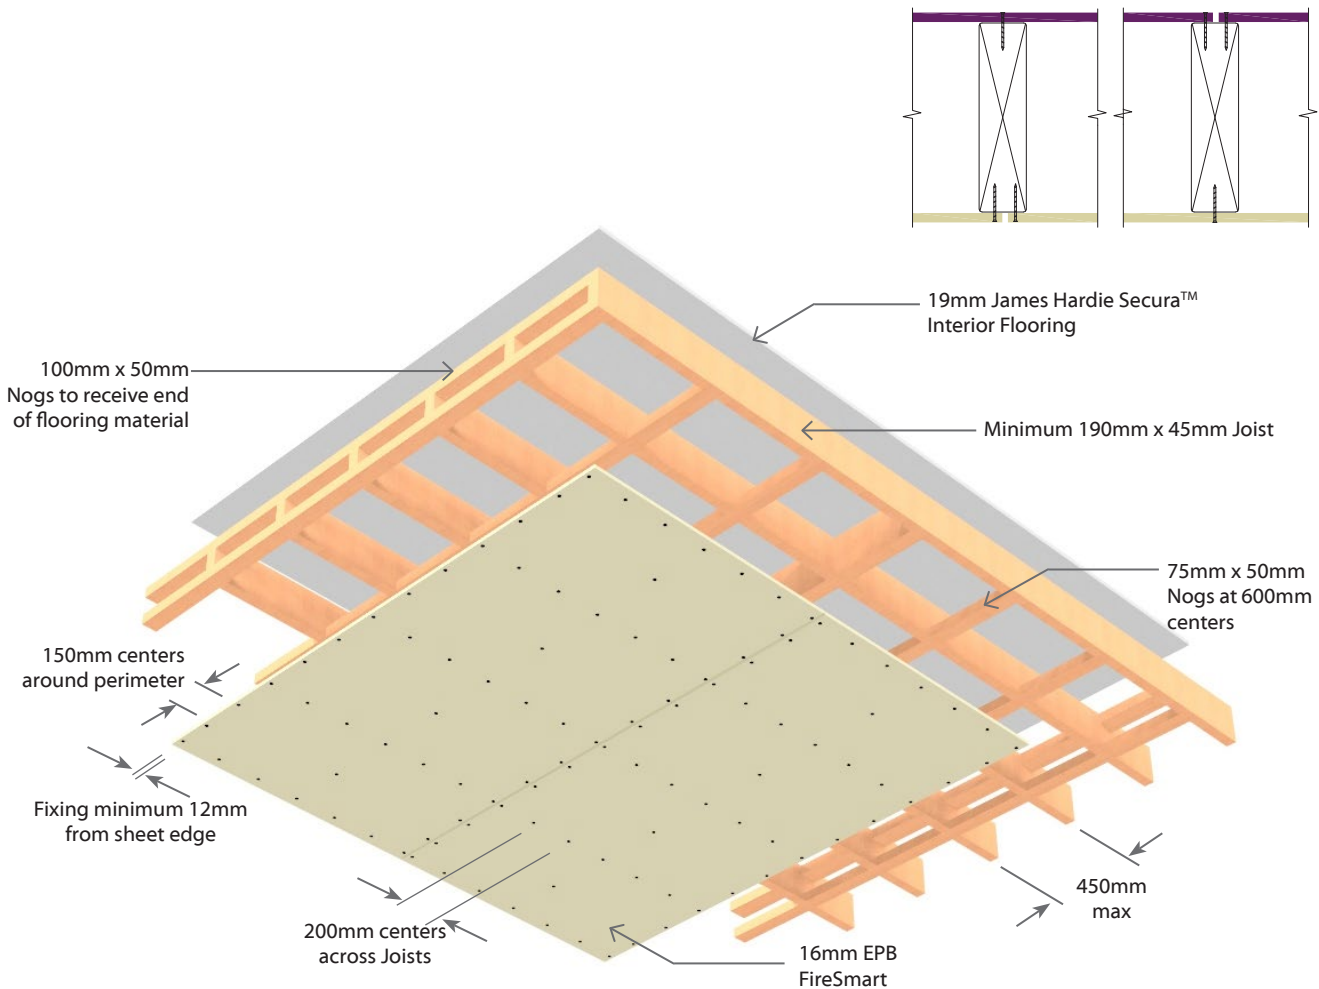 19mm James Hardie Secura™
Interior Flooring
100mm x 50mm
Nogs to receive end
of flooring material
Minimum 190mm x 45mm Joist
75mm x 50mm
Nogs at 600mm
centers
150mm centers
around perimeter
Fixing minimum 12mm
from sheet edge
450mm
max
200mm centers
across Joists
16mm EPB
FireSmart